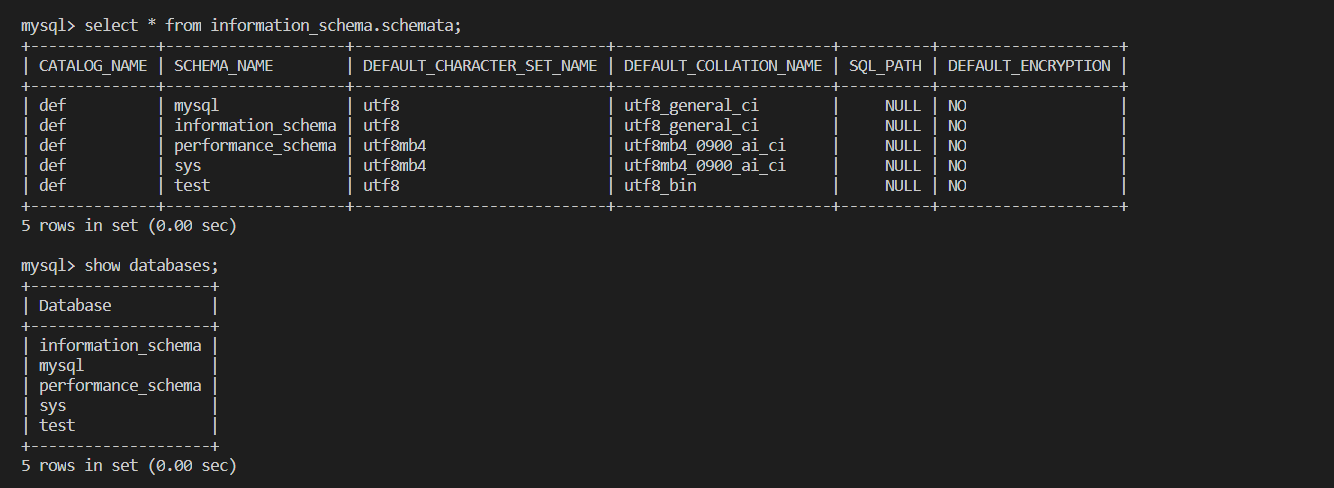 mysql> select * from information_schema.schemata;
+--------------+--------------------+----------------------------+------------------------+----------+--------------------+
| CATALOG_NAME | SCHEMA_NAME        | DEFAULT_CHARACTER_SET_NAME | DEFAULT_COLLATION_NAME | SQL_PATH | DEFAULT_ENCRYPTION |
+--------------+--------------------+----------------------------+------------------------+----------+--------------------+
| def          | mysql              | utf8                       | utf8_general_ci        |     NULL | NO                 |
| def          | information_schema | utf8                       | utf8_general_ci        |     NULL | NO                 |
| def          | performance_schema | utf8mb4                    | utf8mb4_0900_ai_ci     |     NULL | NO                 |
| def          | sys                | utf8mb4                    | utf8mb4_0900_ai_ci     |     NULL | NO                 |
| def          | test               | utf8                       | utf8_bin               |     NULL | NO                 |
+--------------+--------------------+----------------------------+------------------------+----------+--------------------+
5 rows in set (0.00 sec)

mysql> show databases;
+--------------------+
| Database           |
+--------------------+
| information_schema |
| mysql              |
| performance_schema |
| sys                |
| test               |
+--------------------+
5 rows in set (0.00 sec)